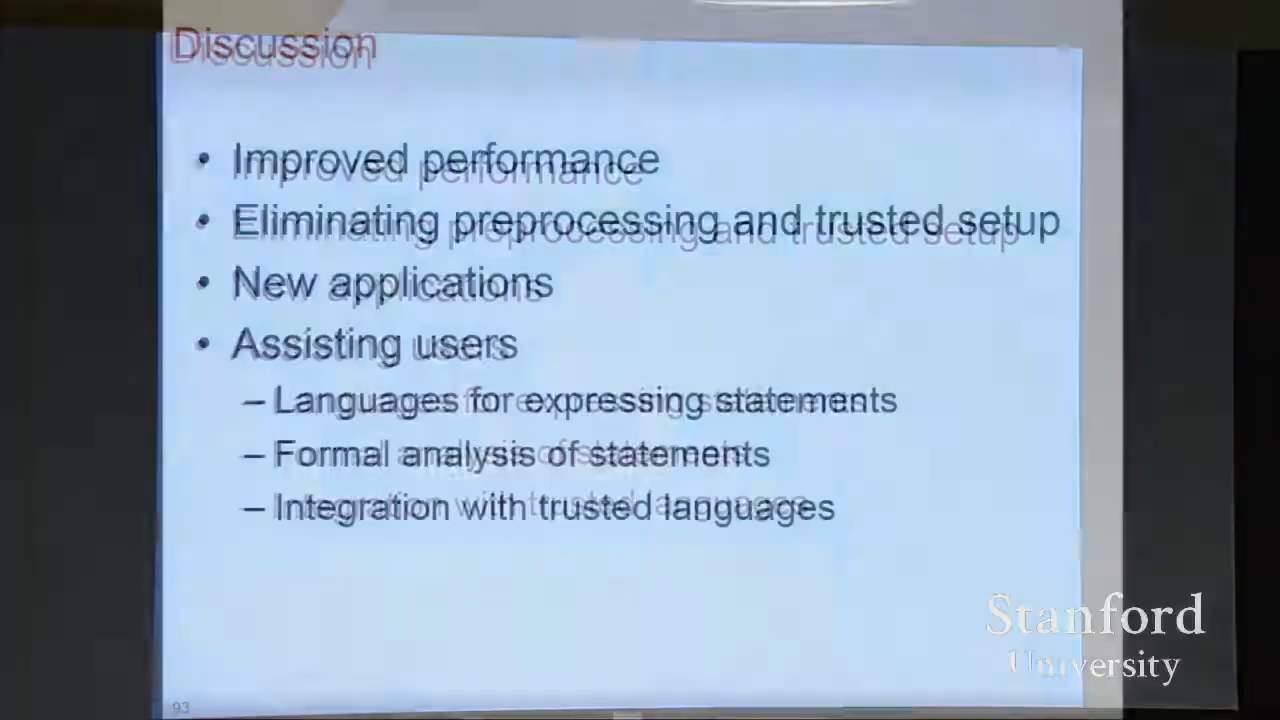 Discussion
• Improved performance
• Eliminating preprocessing and trusted setup
• New applications
• Assisting users
– Languages for expressing statements
– Formal analysis of statements
– Integration with trusted languages
93
Stanford
University